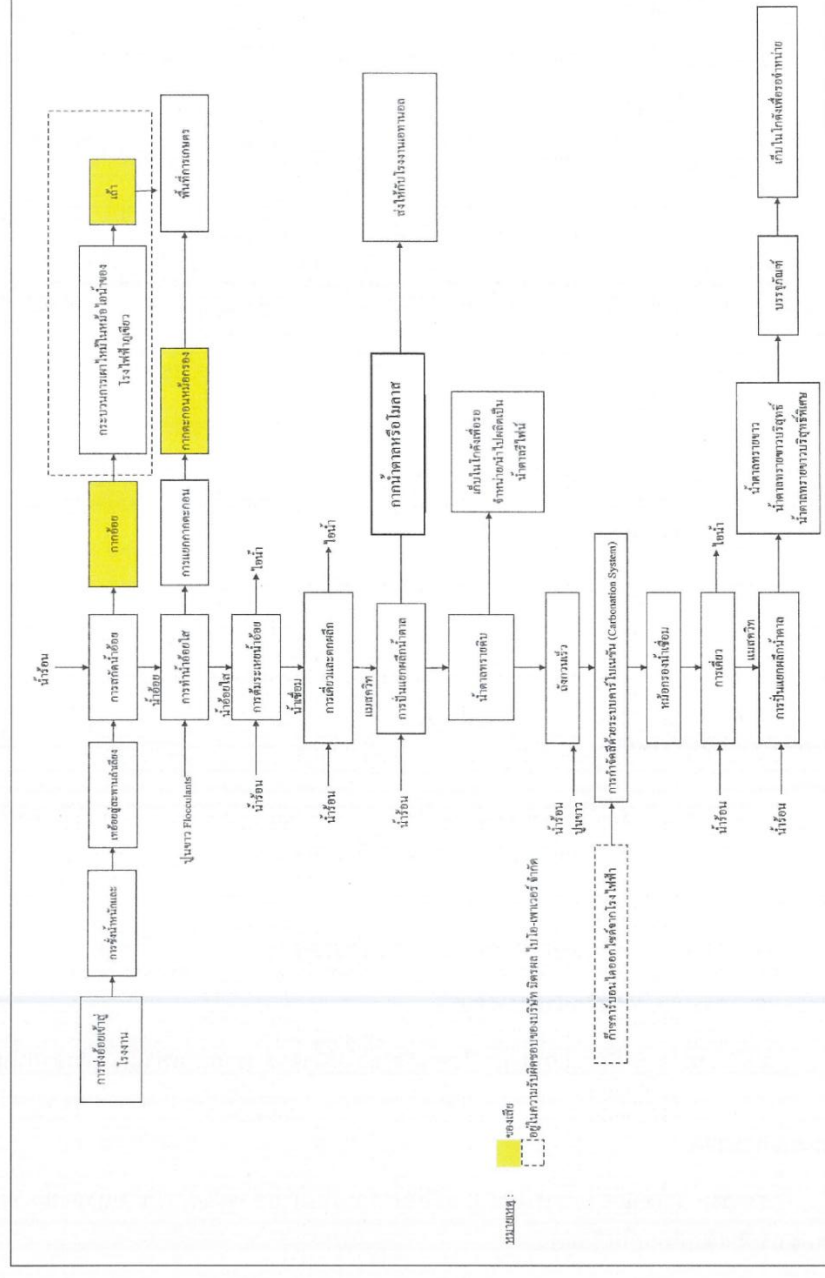 การส่งอ้อยเข้าสู่
โรงงาน
การชั่งน้ำหนักและ
เทอ้อยสู่สะพานลำเลียง
น้ำร้อน
การสกัดน้ำอ้อย
กากอ้อย
กระบวนการเผาไหม้ในหม้อไอน้ำของ
โรงไฟฟ้าภูเขียว
เถ้า
น้ำอ้อย
ปูนขาว Flocculants
การทำน้ำอ้อยใส
การแยกกากตะกอน
กากตะกอนหม้อกรอง
พื้นที่การเกษตร
น้ำอ้อยใส
น้ำร้อน
การต้มระเหยน้ำอ้อย
ไอน้ำ
น้ำเชื่อม
น้ำร้อน
การเคี่ยวและตกผลึก
ไอน้ำ
แมสควิท
น้ำร้อน
การปั่นแยกผลึกน้ำตาล
กากน้ำตาลหรือโมลาส
ส่งให้กับโรงงานเอทานอล
น้ำตาลทรายดิบ
เก็บในโกดังเพื่อรอ
จำหน่ายนำไปผลิตเป็น
น้ำตาลรีไฟน์
น้ำร้อน
ปูนขาว
ถังกวนเร็ว
ก๊าซคาร์บอนไดออกไซด์จากโรงไฟฟ้า
การกำจัดสีด้วยระบบคาร์บอเนชัน (Carbonation System)
หม้อกรองน้ำเชื่อม
น้ำร้อน
การเคี่ยว
ไอน้ำ
แมสควิท
น้ำร้อน
การปั่นแยกผลึกน้ำตาล
น้ำตาลทรายขาว
น้ำตาลทรายขาวบริสุทธิ์
น้ำตาลทรายขาวบริสุทธิ์พิเศษ
บรรจุภัณฑ์
เก็บในโกดังเพื่อรอจำหน่าย
หมายเหตุ :
ของเสีย
อยู่ในความรับผิดชอบของบริษัท มิตรผล ไบโอ-เพาเวอร์ จำกัด